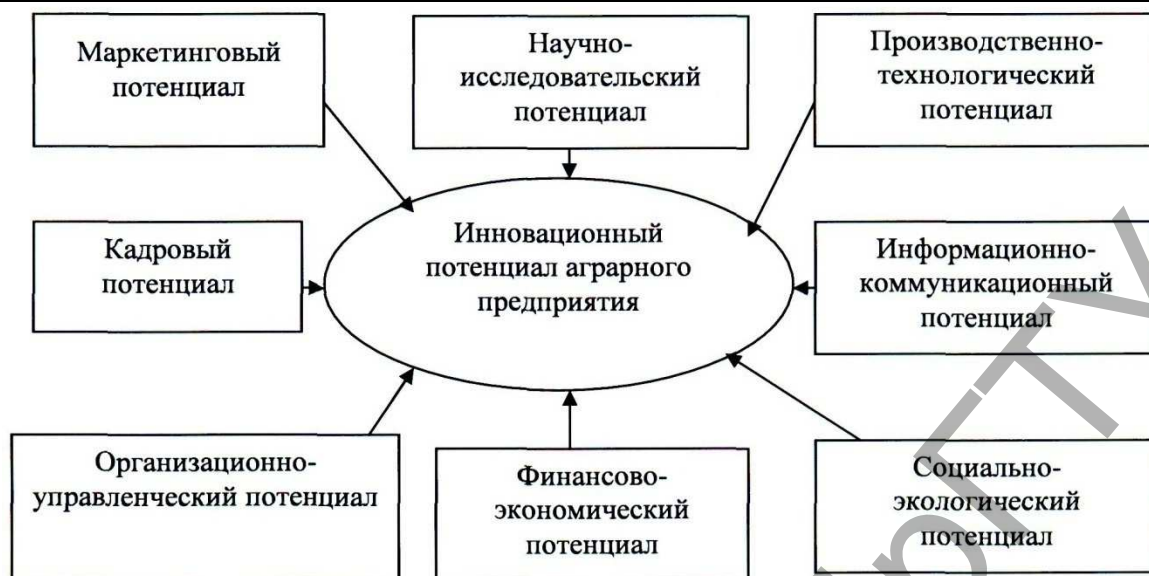 Маркетинговый
потенциал
Научно-
исследовательский
потенциал
Производственно-
технологический
потенциал
Кадровый
потенциал
Инновационный
потенциал аграрного
предприятия
Информационно-
коммуникационный
потенциал
Организационно-
управленческий потенциал
Финансово-
экономический
потенциал
Социально-
экологический
потенциал